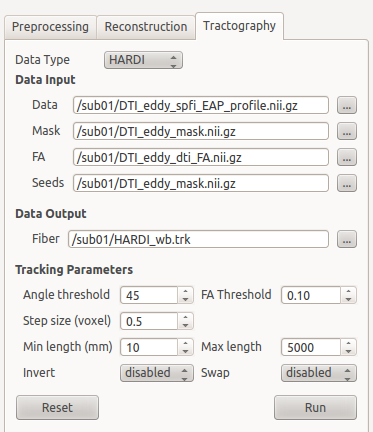 Preprocessing Reconstruction Tractography
Data Type HARDI
Data Input
Data /sub01/DTI_eddy_spfi_EAP_profile.nii.gz ...
Mask /sub01/DTI_eddy_mask.nii.gz ...
FA /sub01/DTI_eddy_dti_FA.nii.gz ...
Seeds /sub01/DTI_eddy_mask.nii.gz ...
Data Output
Fiber /sub01/HARDI_wb.trk ...
Tracking Parameters
Angle threshold 45 FA Threshold 0.10
Step size (voxel) 0.5
Min length (mm) 10 Max length 5000
Invert disabled Swap disabled
Reset Run